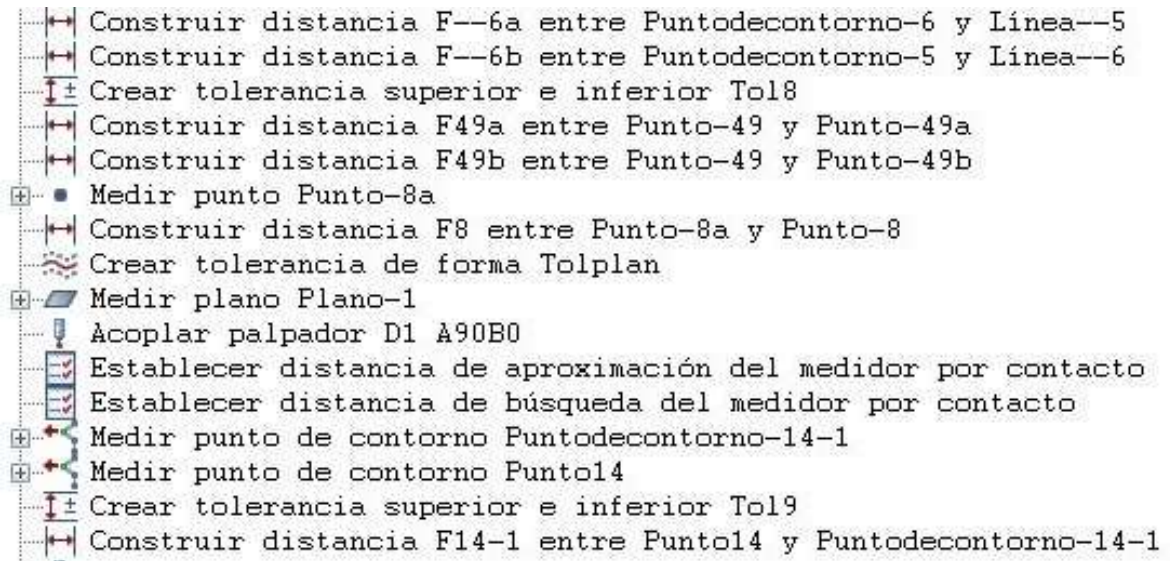 Construir distancia F--6a entre Puntodecontorno-6 y Línea--5
Construir distancia F--6b entre Puntodecontorno-5 y Línea--6
Crear tolerancia superior e inferior Tol8
Construir distancia F49a entre Punto-49 y Punto-49a
Construir distancia F49b entre Punto-49 y Punto-49b
Medir punto Punto-8a
Construir distancia F8 entre Punto-8a y Punto-8
Crear tolerancia de forma Tolplan
Medir plano Plano-1
Acoplar palpador D1 A90B0
Establecer distancia de aproximación del medidor por contacto
Establecer distancia de búsqueda del medidor por contacto
Medir punto de contorno Puntodecontorno-14-1
Medir punto de contorno Punto14
Crear tolerancia superior e inferior Tol9
Construir distancia F14-1 entre Punto14 y Puntodecontorno-14-1